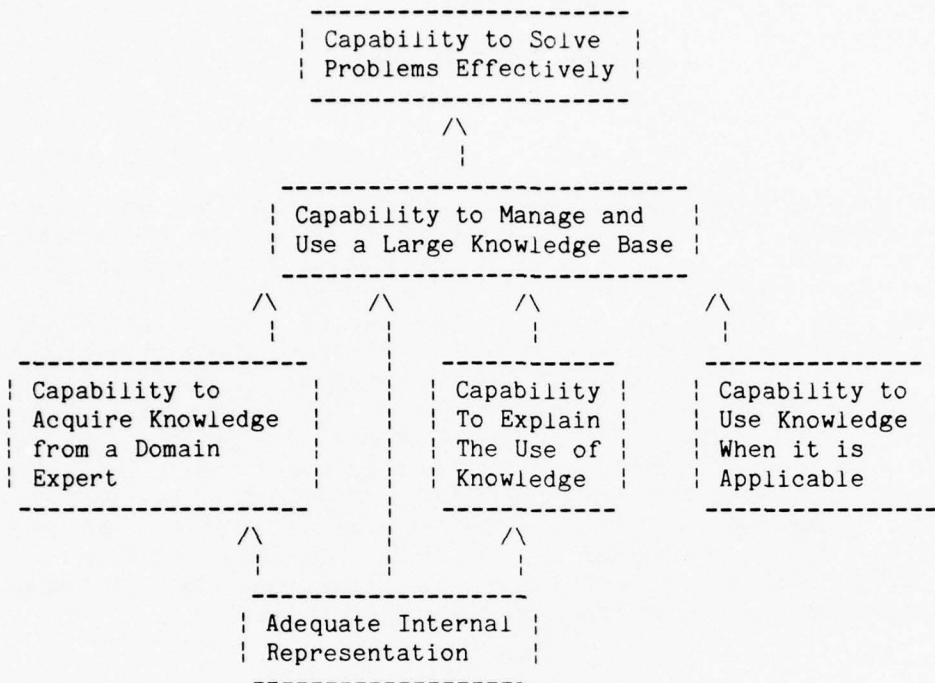 Capability to Solve
Problems Effectively
Capability to Manage and
Use a Large Knowledge Base
Capability to
Acquire Knowledge
from a Domain
Expert
Capability
To Explain
The Use of
Knowledge
Capability to
Use Knowledge
When it is
Applicable
Adequate Internal
Representation